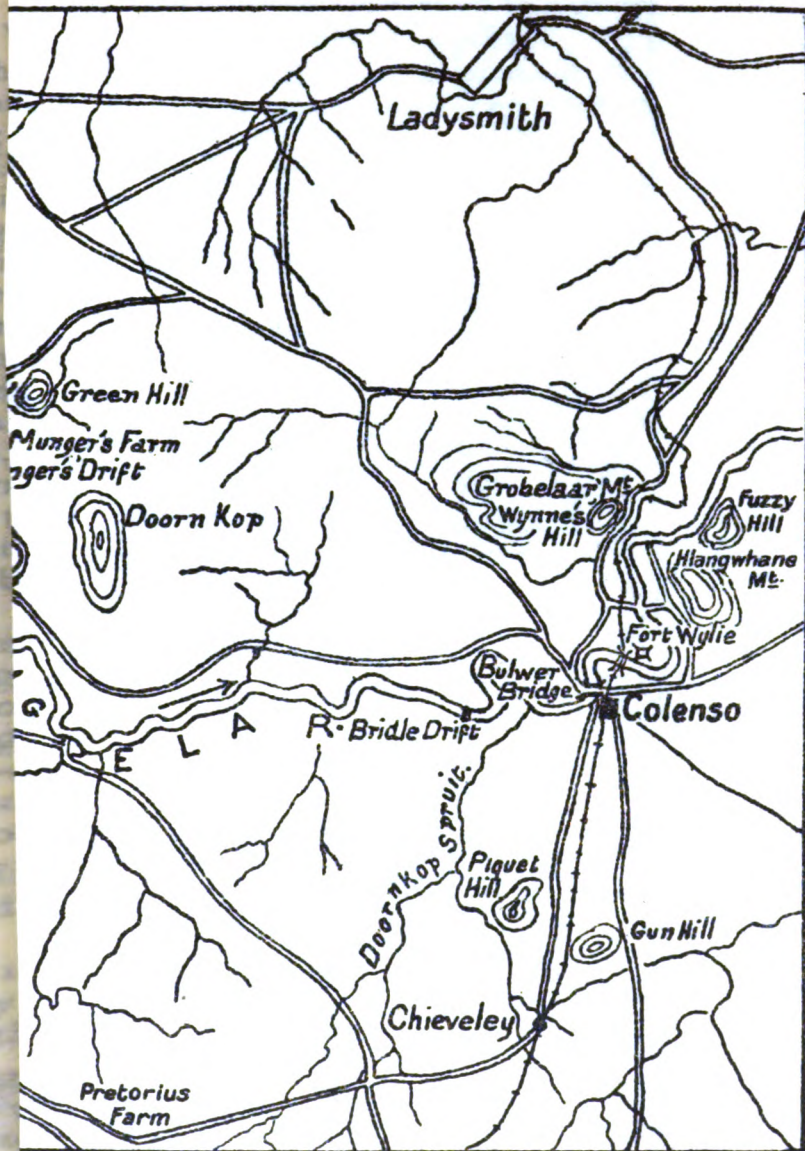 Ladysmith
Green Hill
Munger's Farm
nger's Drift
Doorn Kop
Grobelaar Mt.
Wynne's
Hill
Fuzzy
Hill
Hlangwhane
Mt.
Fort Wylie
Bulwer
Bridge
Colenso
G E L A R.
Bridle Drift
Doornkop Spruit.
Piquet
Hill
Gun Hill
Chieveley
Pretorius
Farm